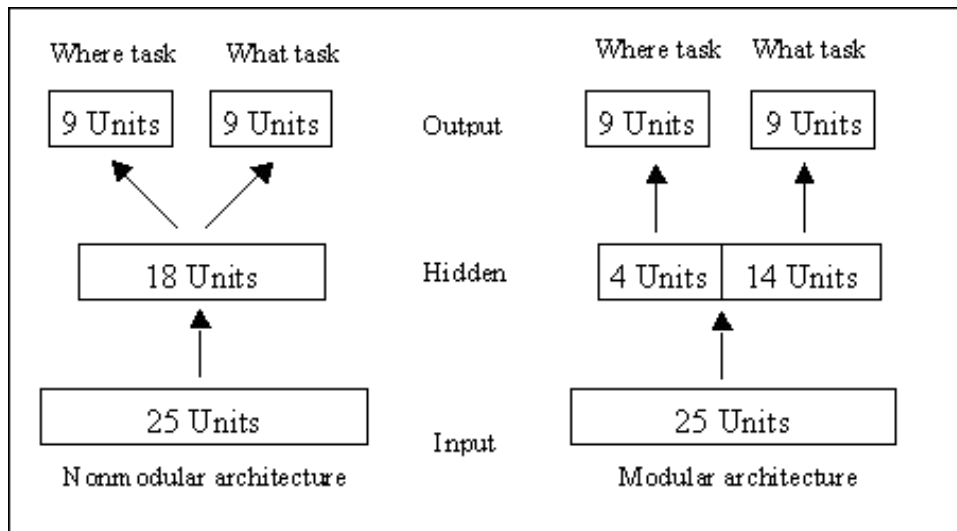 Where task What task Where task What task
9 Units 9 Units Output 9 Units 9 Units
18 Units Hidden 4 Units 14 Units
25 Units Input 25 Units
Nonmodular architecture Modular architecture